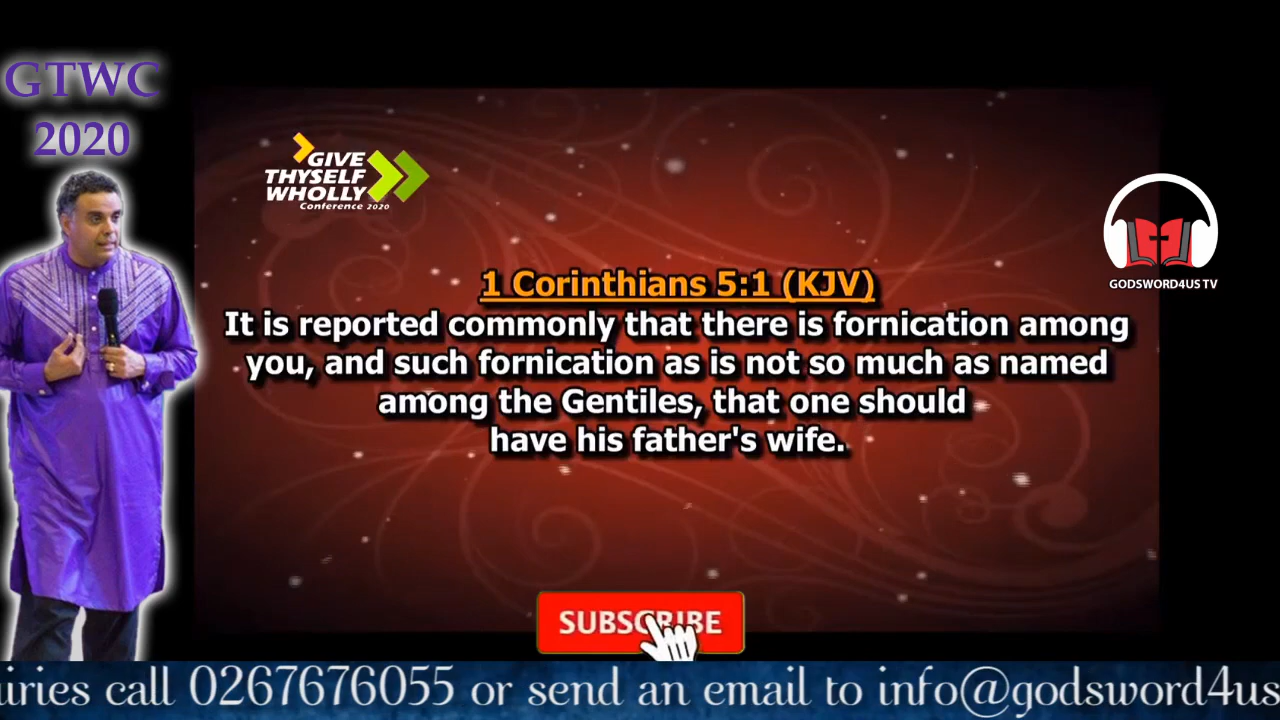 GTWC
2020
GIVE
THYSELF
WHOLLY
Conference 2020
GODSWORD4US TV
1 Corinthians 5:1 (KJV)
It is reported commonly that there is fornication among
you, and such fornication as is not so much as named
among the Gentiles, that one should
have his father's wife.
SUBSCRIBE
iries call 0267676055 or send an email to info@godsword4us